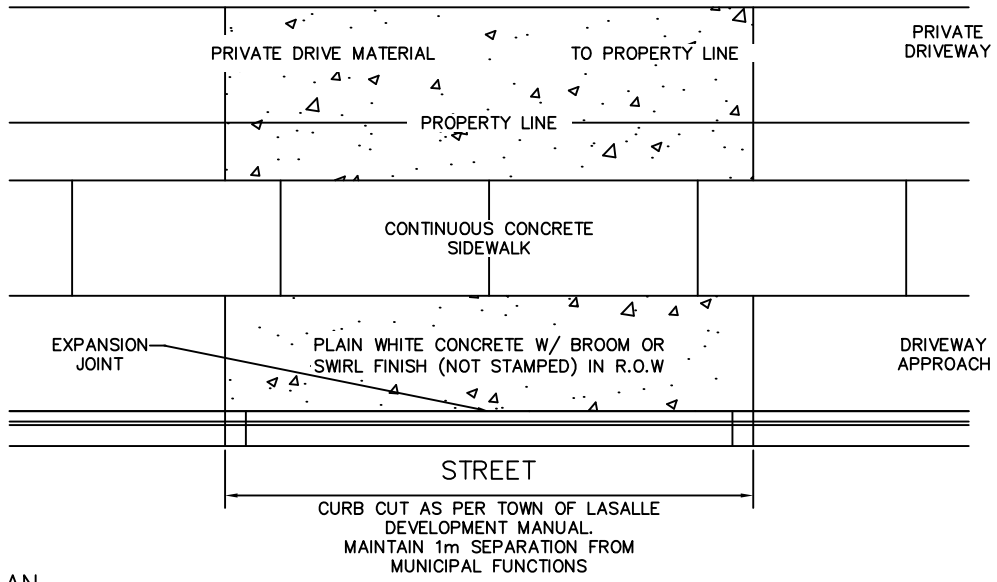 PRIVATE DRIVE MATERIAL TO PROPERTY LINE
PRIVATE
DRIVEWAY
PROPERTY LINE
CONTINUOUS CONCRETE
SIDEWALK
EXPANSION
JOINT
PLAIN WHITE CONCRETE W/ BROOM OR
SWIRL FINISH (NOT STAMPED) IN R.O.W
DRIVEWAY
APPROACH
STREET
CURB CUT AS PER TOWN OF LASALLE
DEVELOPMENT MANUAL.
MAINTAIN 1m SEPARATION FROM
MUNICIPAL FUNCTIONS